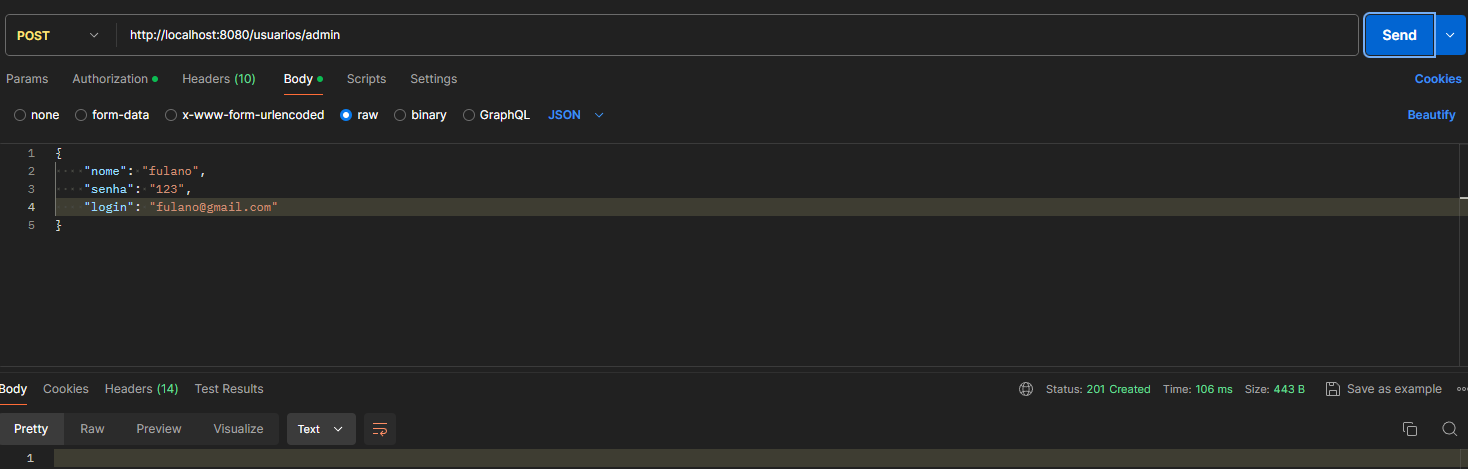 POST http://localhost:8080/usuarios/admin Send
Params Authorization Headers (10) Body Scripts Settings Cookies
none form-data x-www-form-urlencoded raw binary GraphQL JSON Beautify
1 {
2 "nome": "fulano",
3 "senha": "123",
4 "login": "fulano@gmail.com"
5 }
Body Cookies Headers (14) Test Results Status: 201 Created Time: 106 ms Size: 443 B Save as example
Pretty Raw Preview Visualize Text
1